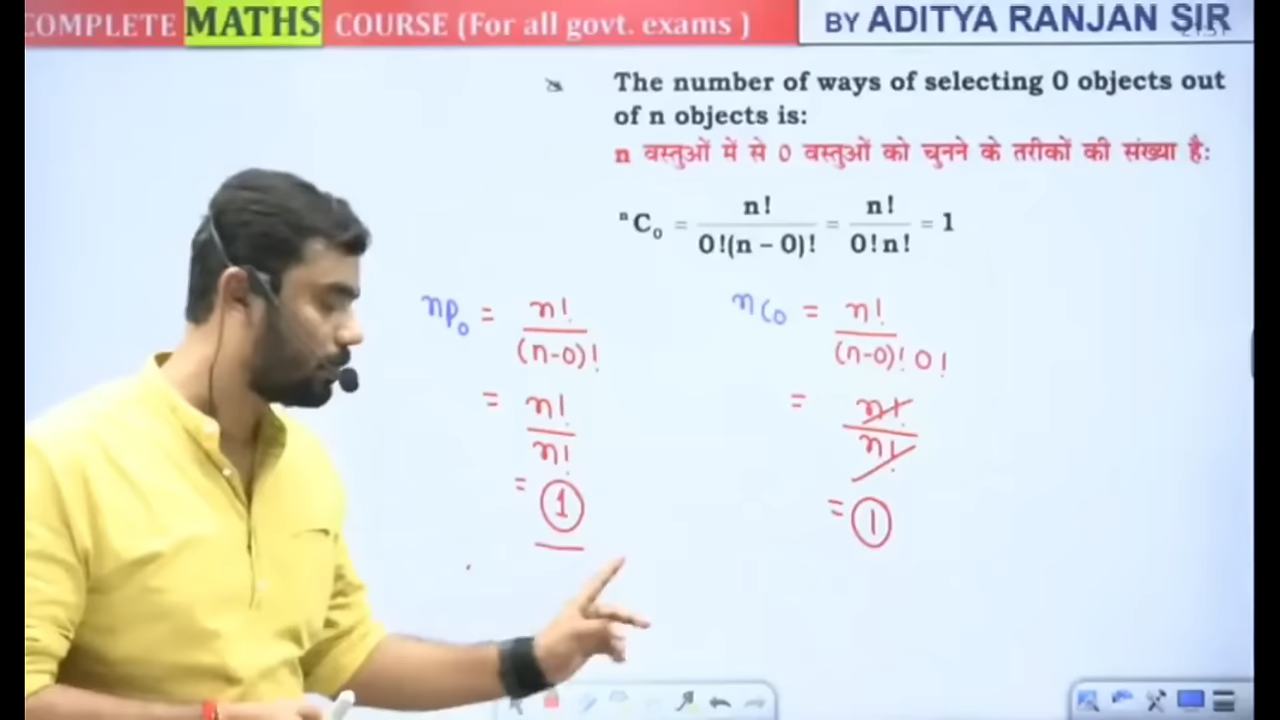 COMPLETE MATHS COURSE (For all govt. exams ) BY ADITYA RANJAN SIR
The number of ways of selecting 0 objects out
of n objects is:
n वस्तुओं में से 0 वस्तुओं को चुनने के तरीकों की संख्या है:
ⁿC₀ = n!/0!(n – 0)! = n!/0!n! = 1
nP₀ = n!/(n-0)!
= n!/n!
= 1
nC₀ = n!/(n-0)! 0!
= n!/n!
= 1